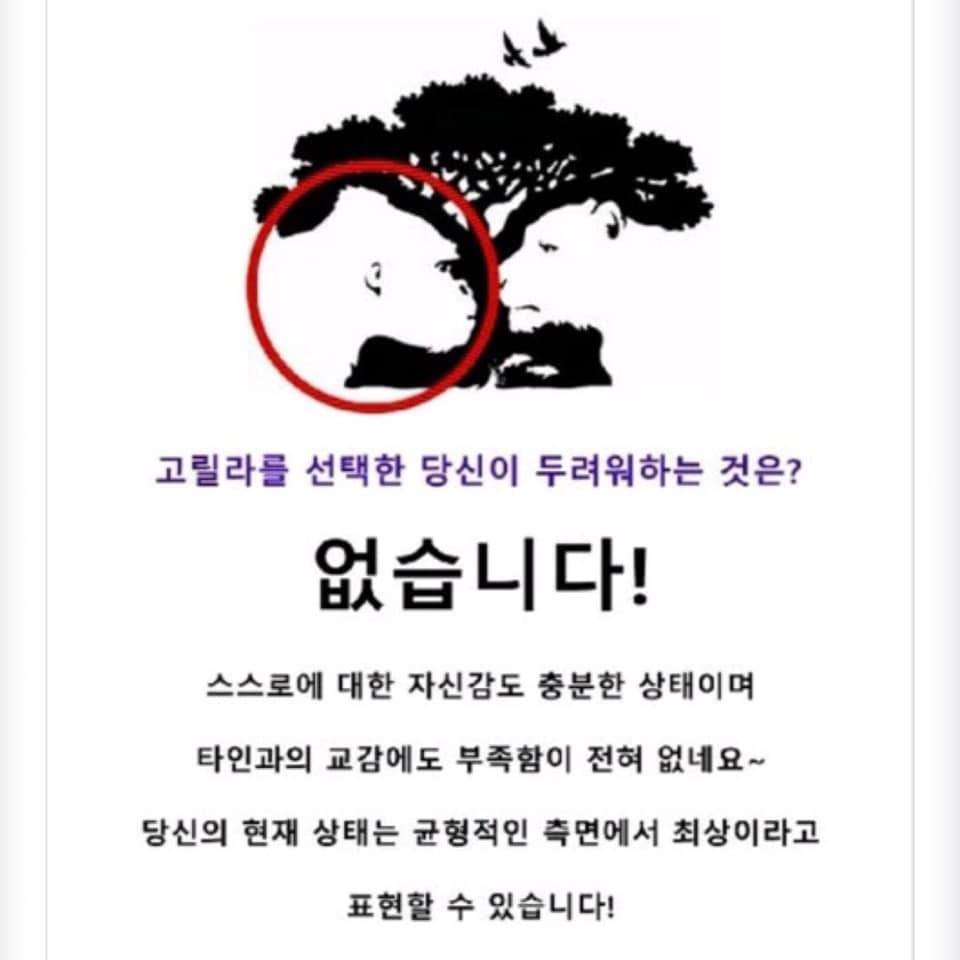 고릴라를 선택한 당신이 두려워하는 것은?
없습니다!
스스로에 대한 자신감도 충분한 상태이며
타인과의 교감에도 부족함이 전혀 없네요~
당신의 현재 상태는 균형적인 측면에서 최상이라고
표현할 수 있습니다!